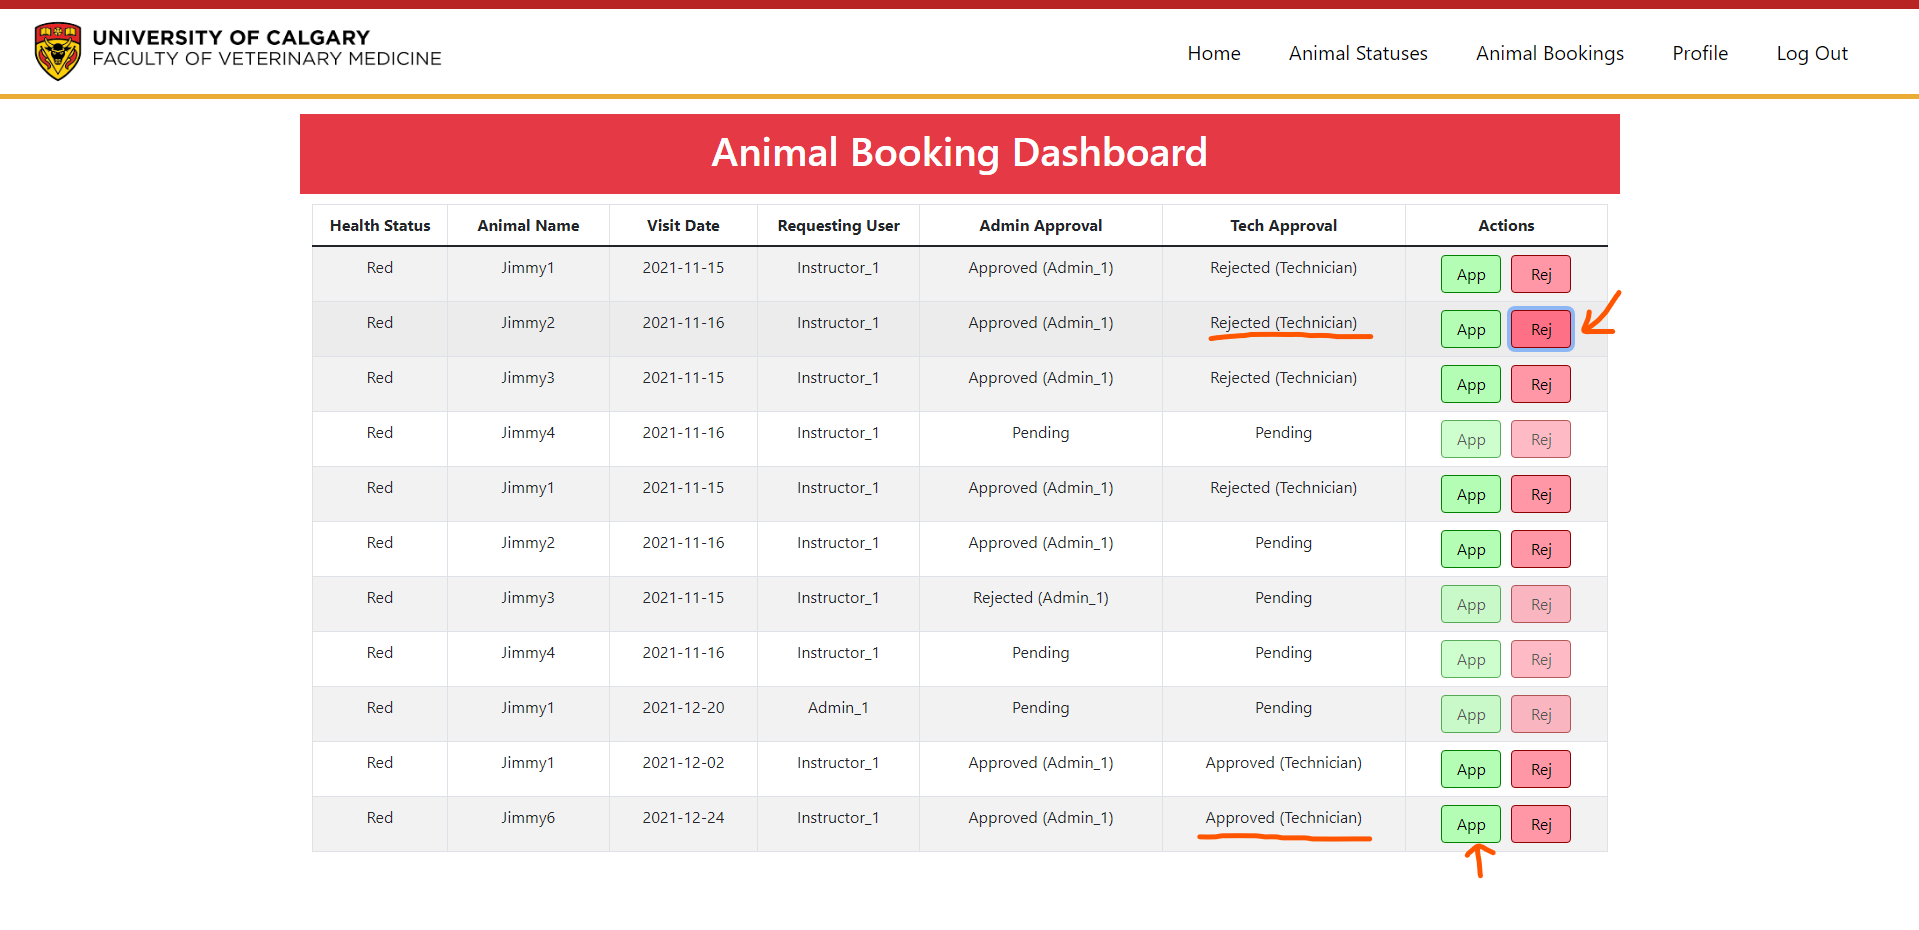 UNIVERSITY OF CALGARY
FACULTY OF VETERINARY MEDICINE
Home Animal Statuses Animal Bookings Profile Log Out
Animal Booking Dashboard
Health Status Animal Name Visit Date Requesting User Admin Approval Tech Approval Actions
Red Jimmy1 2021-11-15 Instructor_1 Approved (Admin_1) Rejected (Technician) App Rej
Red Jimmy2 2021-11-16 Instructor_1 Approved (Admin_1) Rejected (Technician) App Rej
Red Jimmy3 2021-11-15 Instructor_1 Approved (Admin_1) Rejected (Technician) App Rej
Red Jimmy4 2021-11-16 Instructor_1 Pending Pending App Rej
Red Jimmy1 2021-11-15 Instructor_1 Approved (Admin_1) Rejected (Technician) App Rej
Red Jimmy2 2021-11-16 Instructor_1 Approved (Admin_1) Pending App Rej
Red Jimmy3 2021-11-15 Instructor_1 Rejected (Admin_1) Pending App Rej
Red Jimmy4 2021-11-16 Instructor_1 Pending Pending App Rej
Red Jimmy1 2021-12-20 Admin_1 Pending Pending App Rej
Red Jimmy1 2021-12-02 Instructor_1 Approved (Admin_1) Approved (Technician) App Rej
Red Jimmy6 2021-12-24 Instructor_1 Approved (Admin_1) Approved (Technician) App Rej